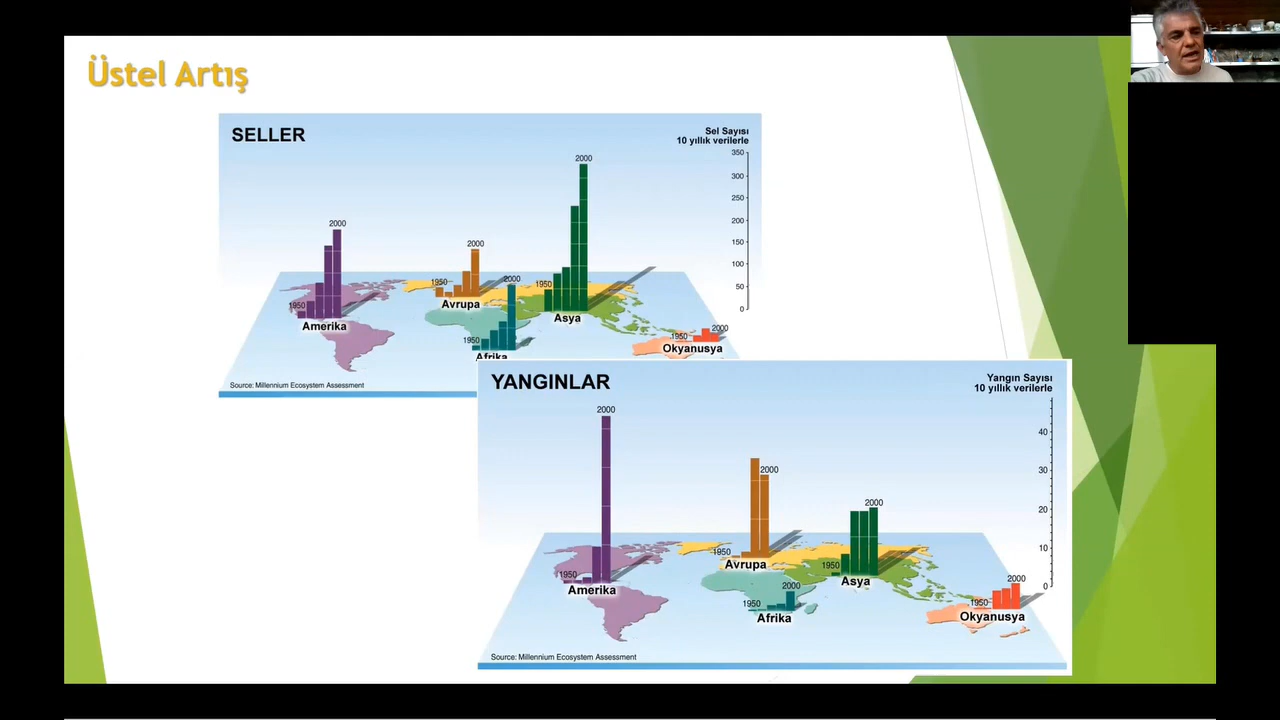 Üstel Artış
SELLER
Sel Sayısı
10 yıllık verilerle
350
300
250
200
150
100
50
0
1950
2000
Amerika
1950
2000
Avrupa
1950
2000
Afrika
1950
2000
Asya
1950
2000
Okyanusya
Source: Millennium Ecosystem Assessment
YANGINLAR
Yangın Sayısı
10 yıllık verilerle
40
30
20
10
0
1950
2000
Amerika
1950
2000
Avrupa
1950
2000
Afrika
1950
2000
Asya
1950
2000
Okyanusya
Source: Millennium Ecosystem Assessment